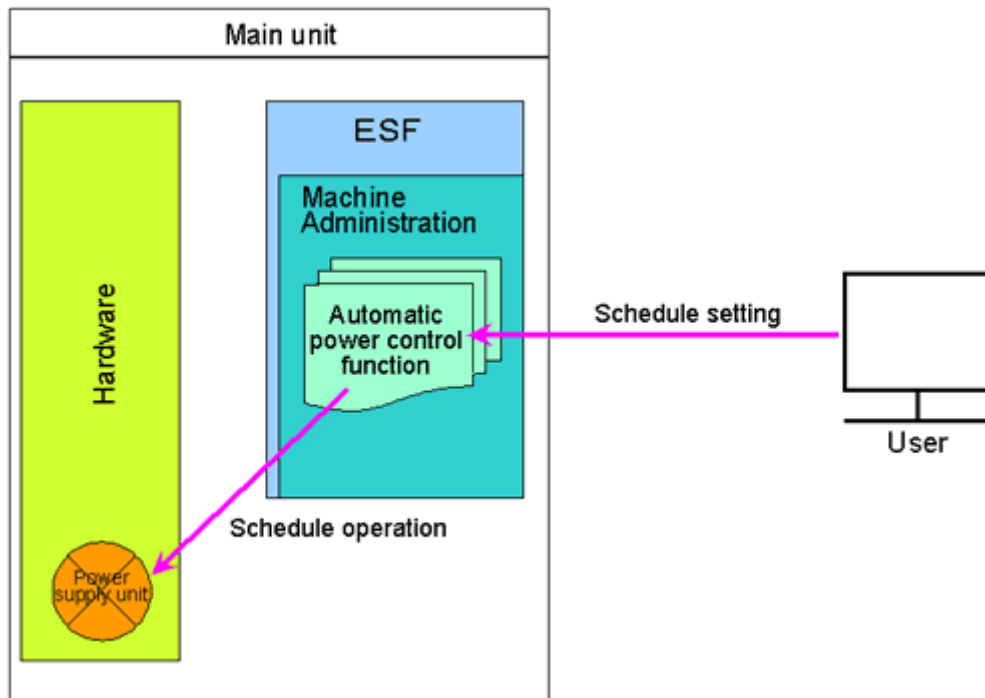 Main unit
ESF
Machine
Administration
Automatic
power control
function
Schedule setting
User
Hardware
Schedule operation
Power
supply unit